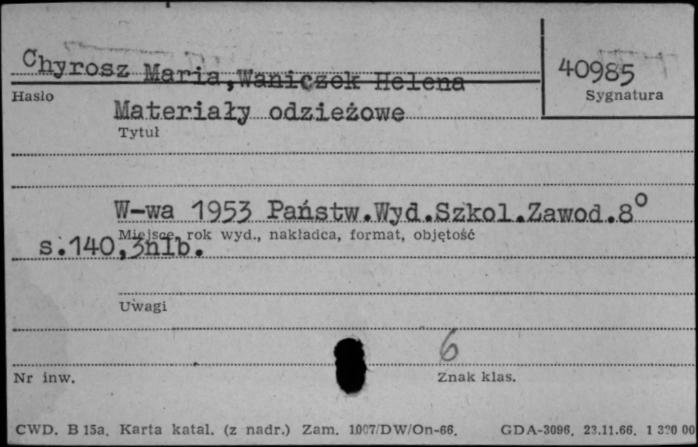 Chyrosz Maria,Waniczek Helena
40985
Hasło
Sygnatura
Materiały odzieżowe
Tytuł
W-wa 1953 Państw.Wyd.Szkol.Zawod.8°
Miejsce, rok wyd., nakładca, format, objętość
s.140,3nlb.
Uwagi
6
Nr inw.
Znak klas.
CWD. B 15a. Karta katal. (z nadr.) Zam. 1007/DW/On-66. GDA-3096. 23.11.66. 1 320 00